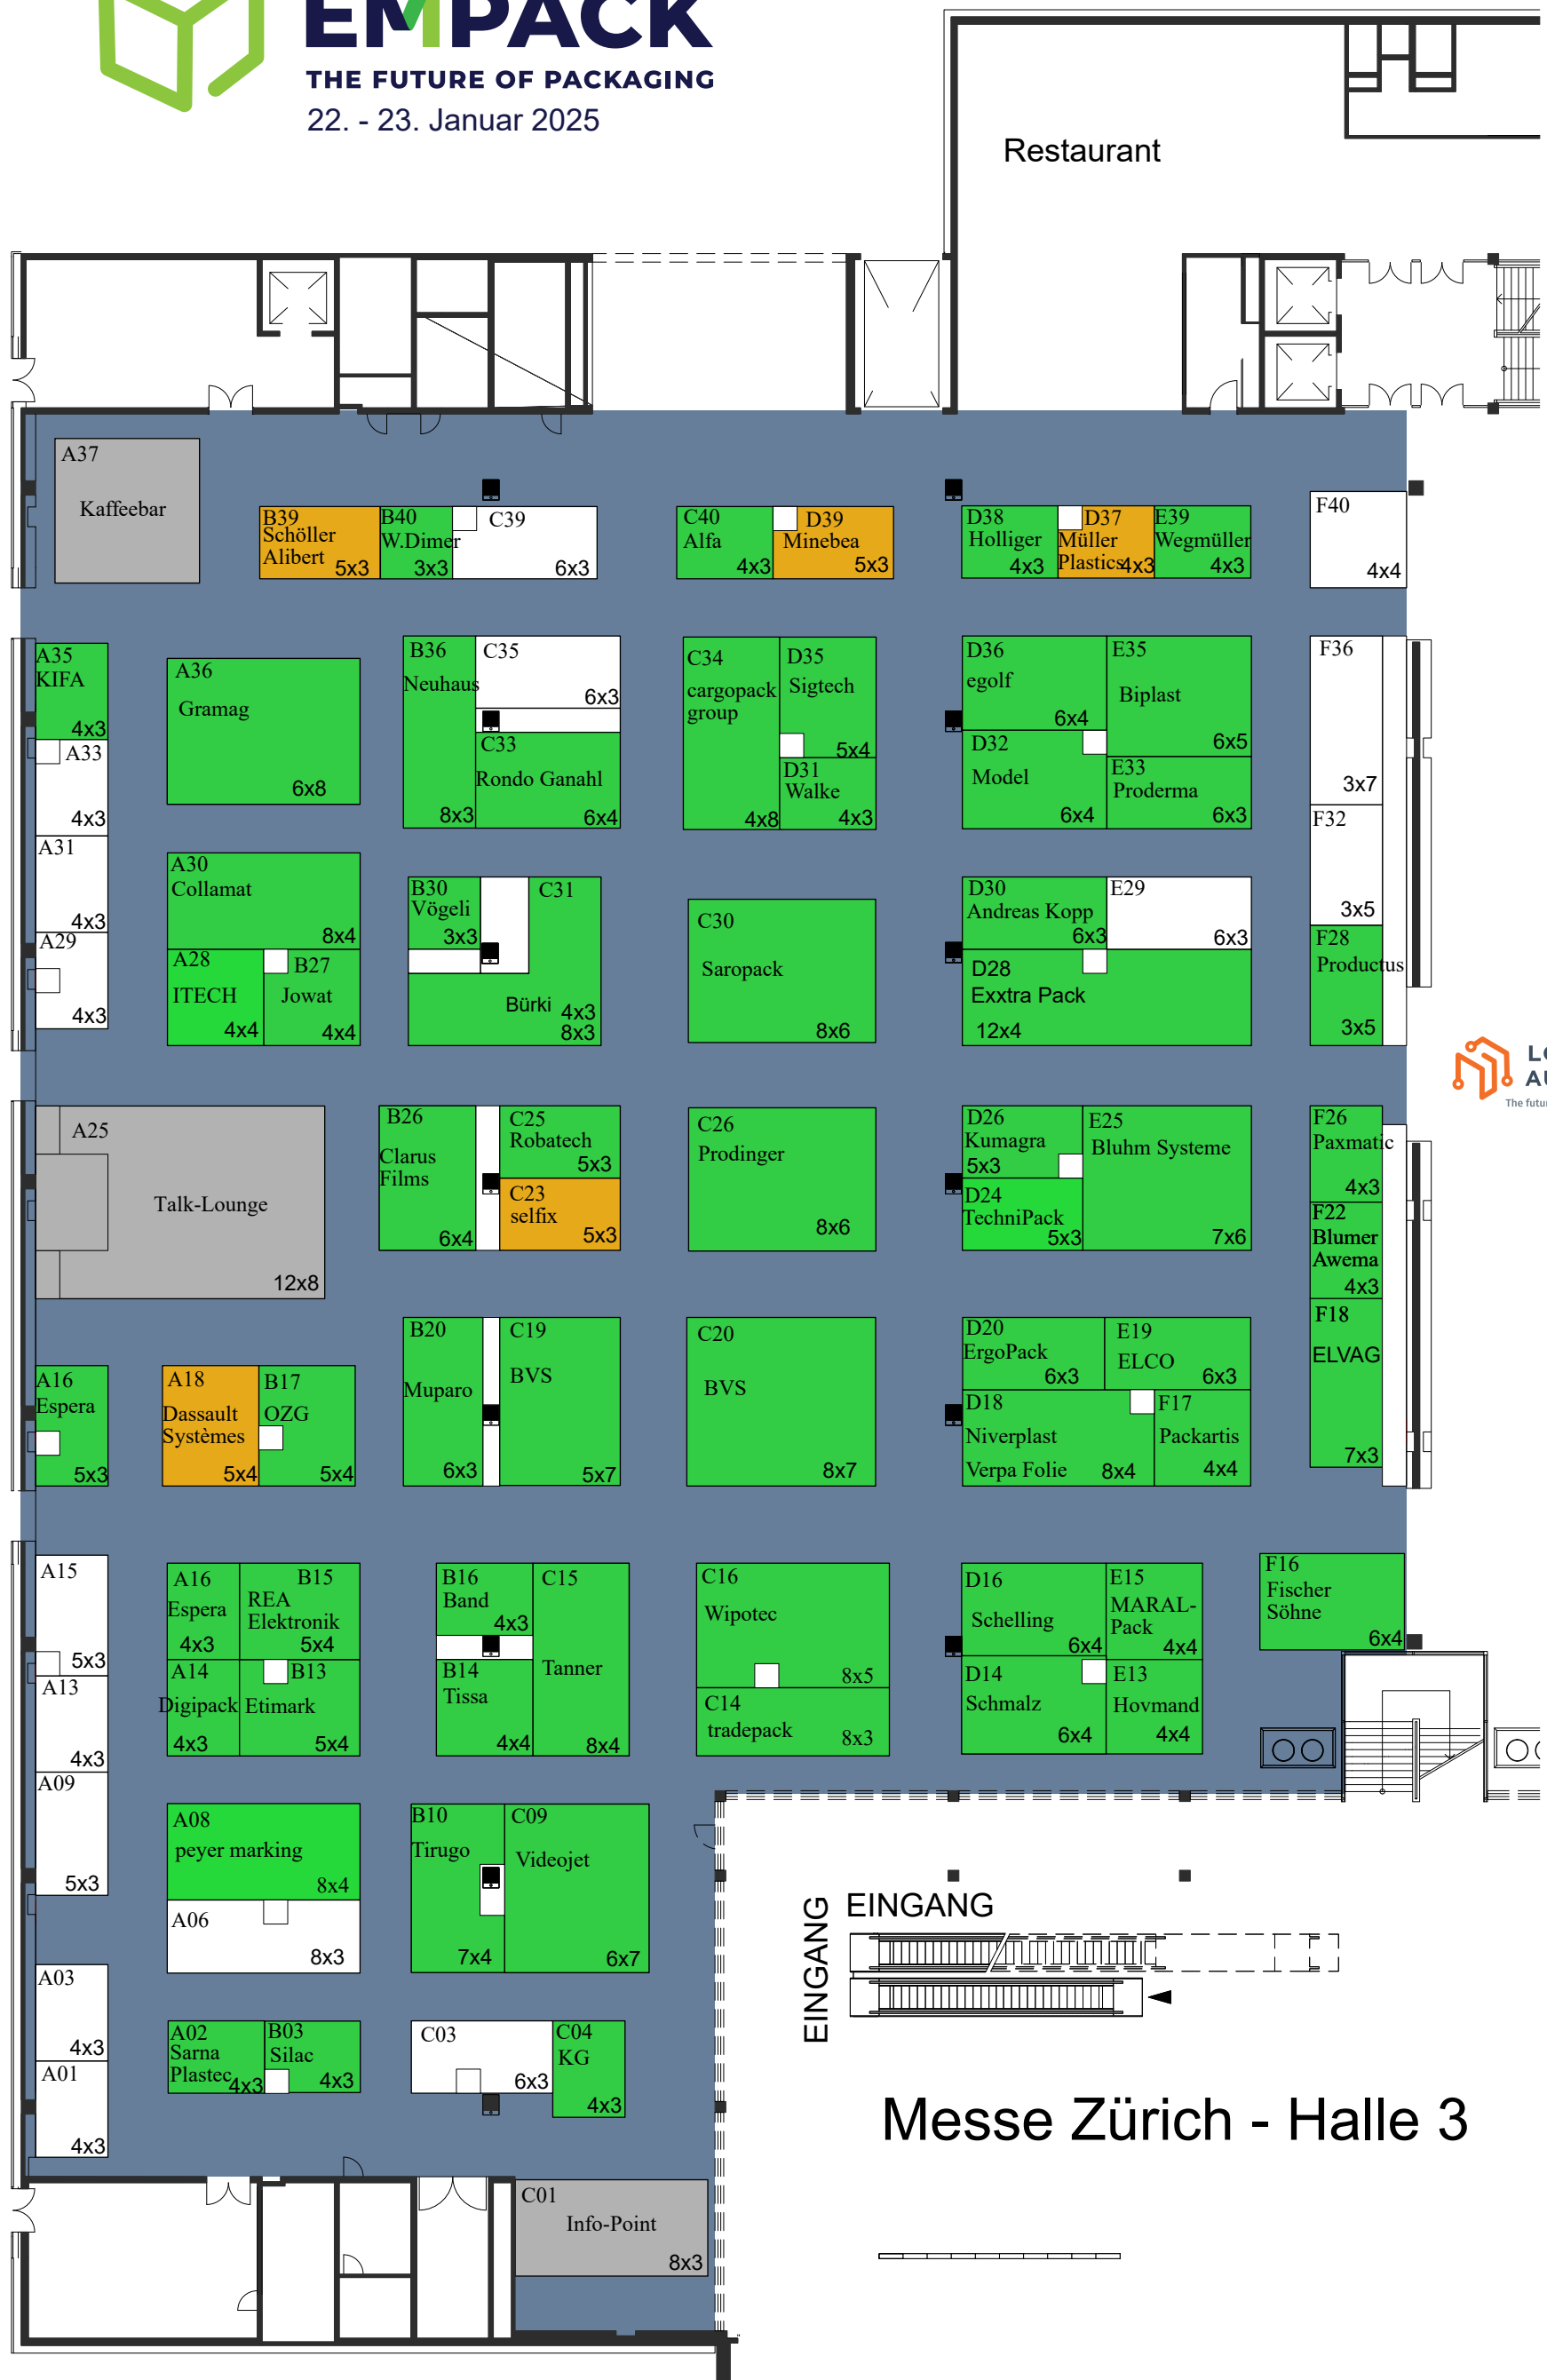 EMPACK
THE FUTURE OF PACKAGING
22. - 23. Januar 2025
Restaurant
A37
Kaffeebar
B39
Schöller
Alibert
5x3
B40
W.Dimer
3x3
C39
6x3
C40
Alfa
4x3
D39
Minebea
5x3
D38
Holliger
4x3
D37
Müller
Plastics
4x3
E39
Wegmüller
4x3
F40
4x4
A35
KIFA
4x3
A33
4x3
A31
4x3
A29
4x3
A36
Gramag
6x8
B36
Neuhaus
8x3
C35
6x3
C33
Rondo Ganahl
6x4
C34
cargopack
group
4x8
D35
Sigtech
5x4
D31
Walke
4x3
D36
egolf
6x4
E35
Biplast
6x5
D32
Model
6x4
E33
Proderma
6x3
F36
3x7
F32
3x5
F28
Productus
3x5
A30
Collamat
8x4
A28
ITECH
4x4
B27
Jowat
4x4
B30
Vögeli
3x3
C31
Bürki
4x3
8x3
C30
Saropack
8x6
D30
Andreas Kopp
6x3
E29
6x3
D28
Exxtra Pack
12x4
The futur
A25
Talk-Lounge
12x8
B26
Clarus
Films
6x4
C25
Robatech
5x3
C23
selfix
5x3
C26
Prodinger
8x6
D26
Kumagra
5x3
D24
TechniPack
5x3
E25
Bluhm Systeme
7x6
F26
Paxmatic
4x3
F22
Blumer
Awema
4x3
F18
ELVAG
7x3
A16
Espera
5x3
A18
Dassault
Systèmes
5x4
B17
OZG
5x4
B20
Muparo
6x3
C19
BVS
5x7
C20
BVS
8x7
D20
ErgoPack
6x3
E19
ELCO
6x3
D18
Niverplast
Verpa Folie
8x4
F17
Packartis
4x4
A15
5x3
A13
4x3
A09
5x3
A16
Espera
4x3
B15
REA
Elektronik
5x4
A14
Digipack
4x3
B13
Etimark
5x4
B16
Band
4x3
B14
Tissa
4x4
C15
Tanner
8x4
C16
Wipotec
8x5
C14
tradepack
8x3
D16
Schelling
6x4
E15
MARAL-
Pack
4x4
D14
Schmalz
6x4
E13
Hovmand
4x4
F16
Fischer
Söhne
6x4
A08
peyer marking
8x4
A06
8x3
B10
Tirugo
7x4
C09
Videojet
6x7
EINGANG
EINGANG
A03
4x3
A01
4x3
A02
Sarna
Plastec
4x3
B03
Silac
4x3
C03
6x3
C04
KG
4x3
Messe Zürich - Halle 3
C01
Info-Point
8x3